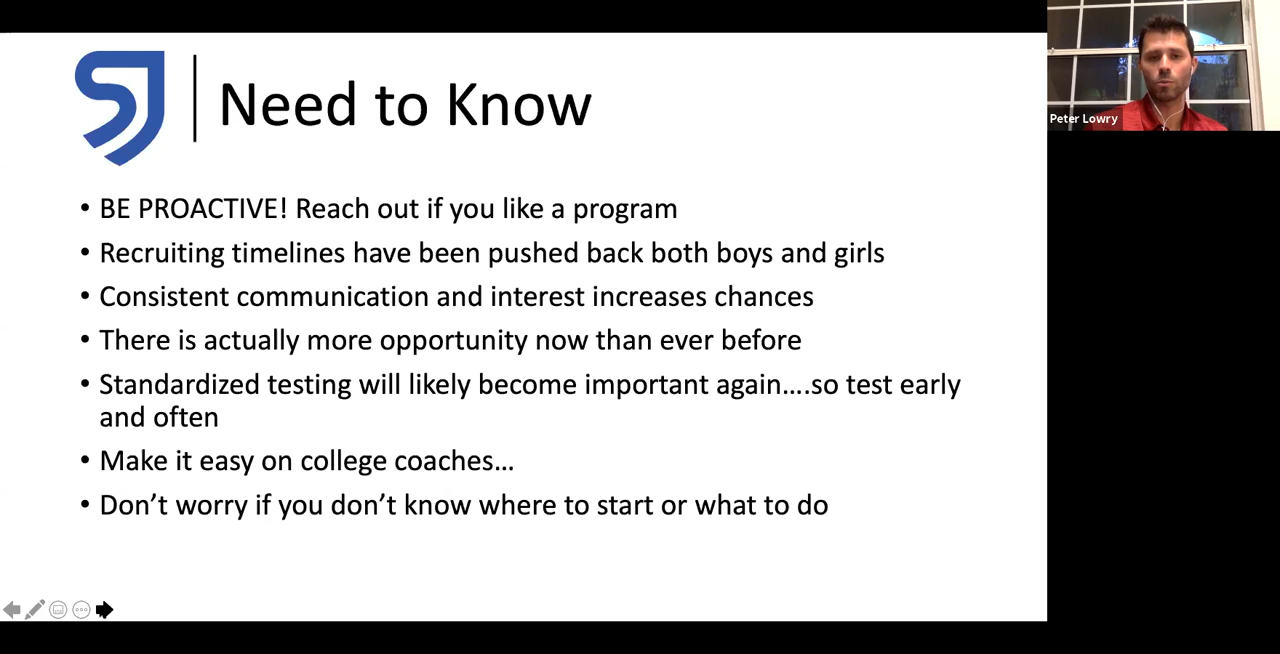 SJ
Need to Know
• BE PROACTIVE! Reach out if you like a program
• Recruiting timelines have been pushed back both boys and girls
• Consistent communication and interest increases chances
• There is actually more opportunity now than ever before
• Standardized testing will likely become important again....so test early
and often
• Make it easy on college coaches…
• Don’t worry if you don’t know where to start or what to do
Peter Lowry